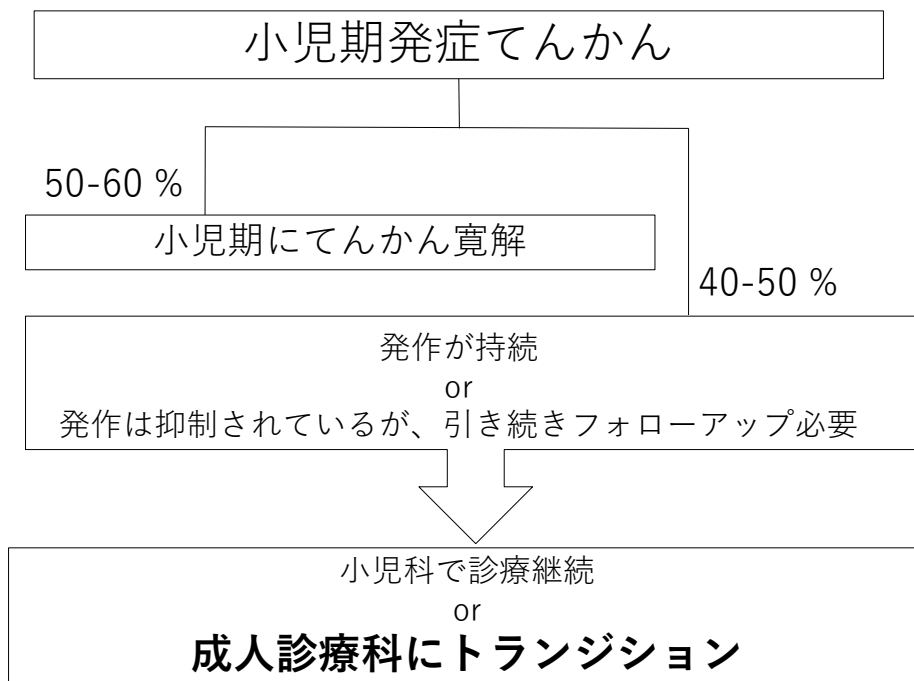 小児期発症てんかん
50-60 %
小児期にてんかん寛解
40-50 %
発作が持続
or
発作は抑制されているが、引き続きフォローアップ必要
小児科で診療継続
or
成人診療科にトランジション